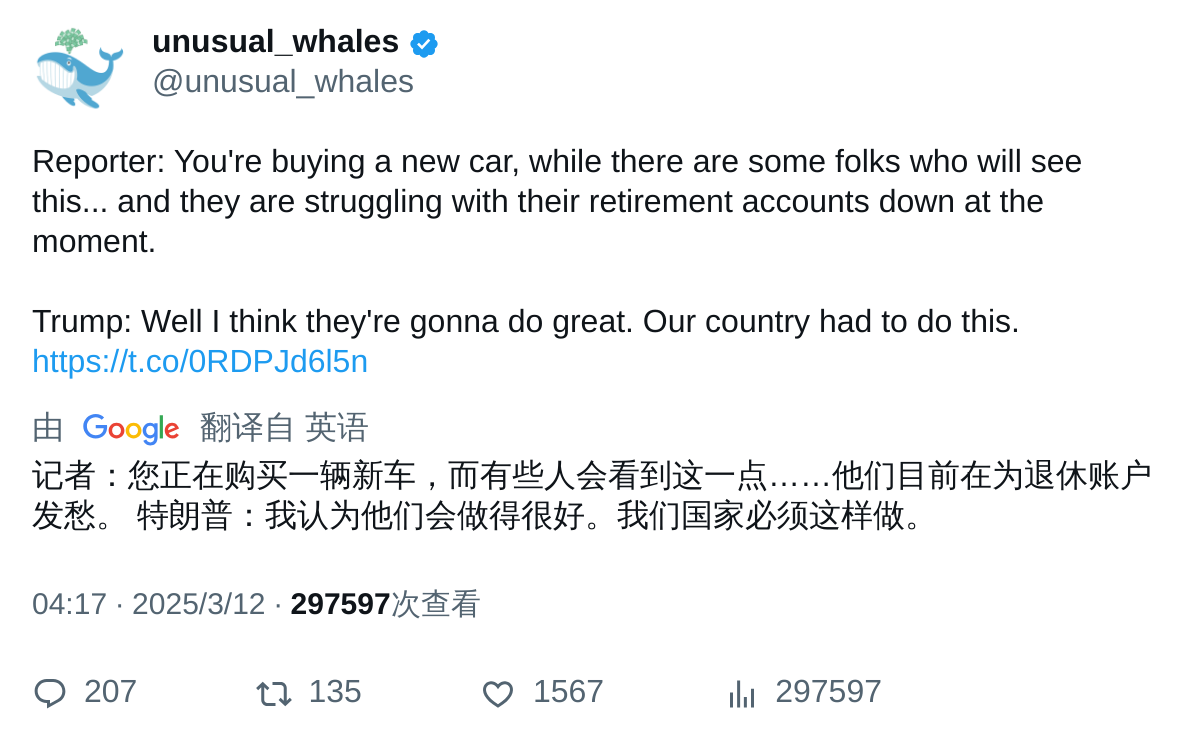 unusual_whales
@unusual_whales
Reporter: You're buying a new car, while there are some folks who will see
this... and they are struggling with their retirement accounts down at the
moment.
Trump: Well I think they're gonna do great. Our country had to do this.
https://t.co/0RDPJd6l5n
由 Google 翻译自 英语
记者：您正在购买一辆新车，而有些人会看到这一点……他们目前在为退休账户
发愁。 特朗普：我认为他们会做得很好。我们国家必须这样做。
04:17 · 2025/3/12 · 297597次查看
207 135 1567 297597